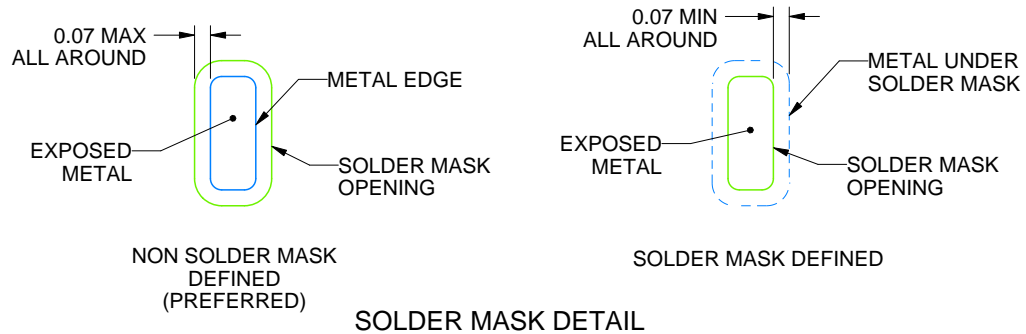 0.07 MAX
ALL AROUND
METAL EDGE
EXPOSED
METAL
SOLDER MASK
OPENING
NON SOLDER MASK
DEFINED
(PREFERRED)
0.07 MIN
ALL AROUND
METAL UNDER
SOLDER MASK
EXPOSED
METAL
SOLDER MASK
OPENING
SOLDER MASK DEFINED
SOLDER MASK DETAIL